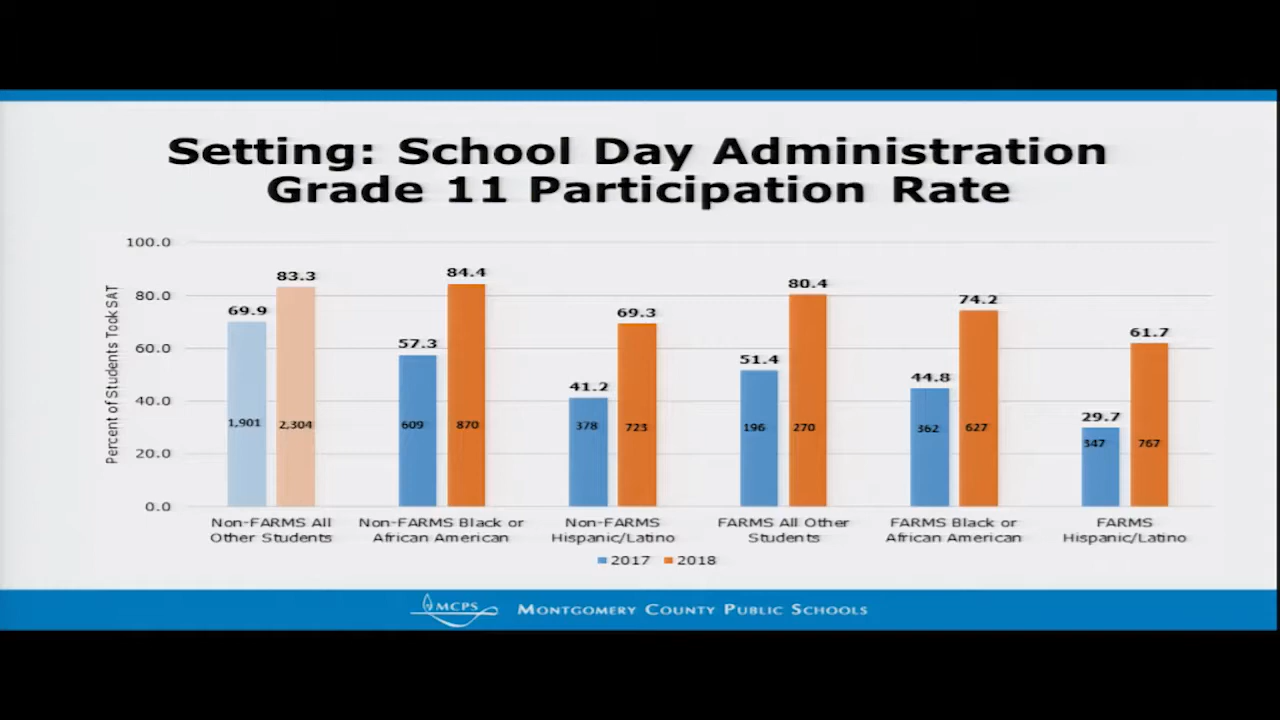 Setting: School Day Administration
Grade 11 Participation Rate
Percent of Students Took SAT
100.0
80.0
60.0
40.0
20.0
0.0
69.9
83.3
1,901
2,304
57.3
84.4
609
870
41.2
69.3
378
723
51.4
80.4
196
270
44.8
74.2
362
627
29.7
61.7
347
767
Non-FARMS All
Other Students
Non-FARMS Black or
African American
Non-FARMS
Hispanic/Latino
FARMS All Other
Students
FARMS Black or
African American
FARMS
Hispanic/Latino
2017 2018
MCPS MONTGOMERY COUNTY PUBLIC SCHOOLS